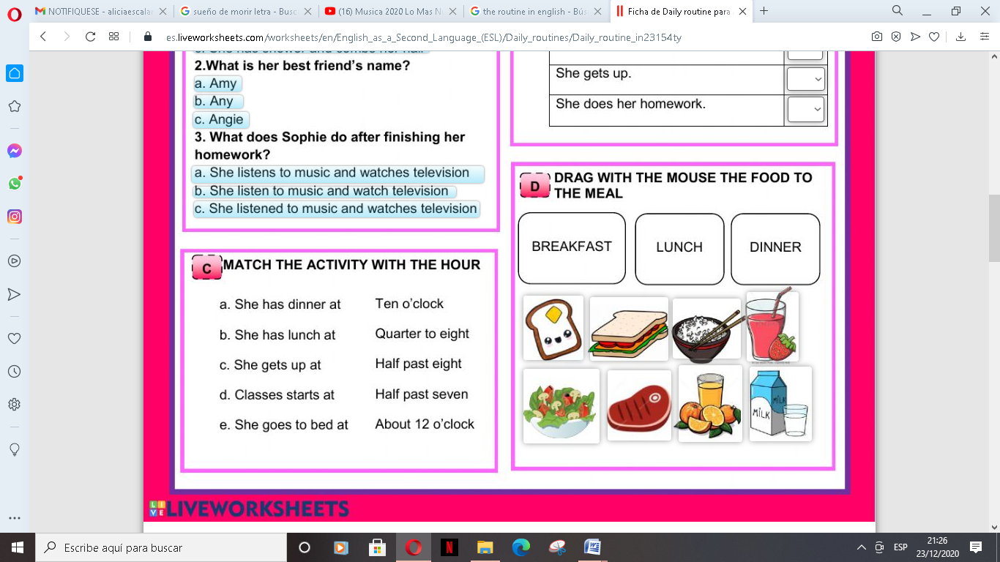 NOTIFIQUESE - aliciaescalan
sueño de morir letra - Busc
(16) Musica 2020 Lo Mas Nu
the routine in english - Bús
Ficha de Daily routine para
es.liveworksheets.com/worksheets/en/English_as_a_Second_Language_(ESL)/Daily_routines/Daily_routine_in23154ty
2.What is her best friend's name?
a. Amy
b. Any
c. Angie
3. What does Sophie do after finishing her
homework?
a. She listens to music and watches television
b. She listen to music and watch television
c. She listened to music and watches television
C MATCH THE ACTIVITY WITH THE HOUR
a. She has dinner at Ten o'clock
b. She has lunch at Quarter to eight
c. She gets up at Half past eight
d. Classes starts at Half past seven
e. She goes to bed at About 12 o'clock
She gets up.
She does her homework.
D DRAG WITH THE MOUSE THE FOOD TO
THE MEAL
BREAKFAST LUNCH DINNER
MILK
MILK
LIVE LIVEWORKSHEETS
Escribe aquí para buscar
N
W
ESP
21:26
23/12/2020